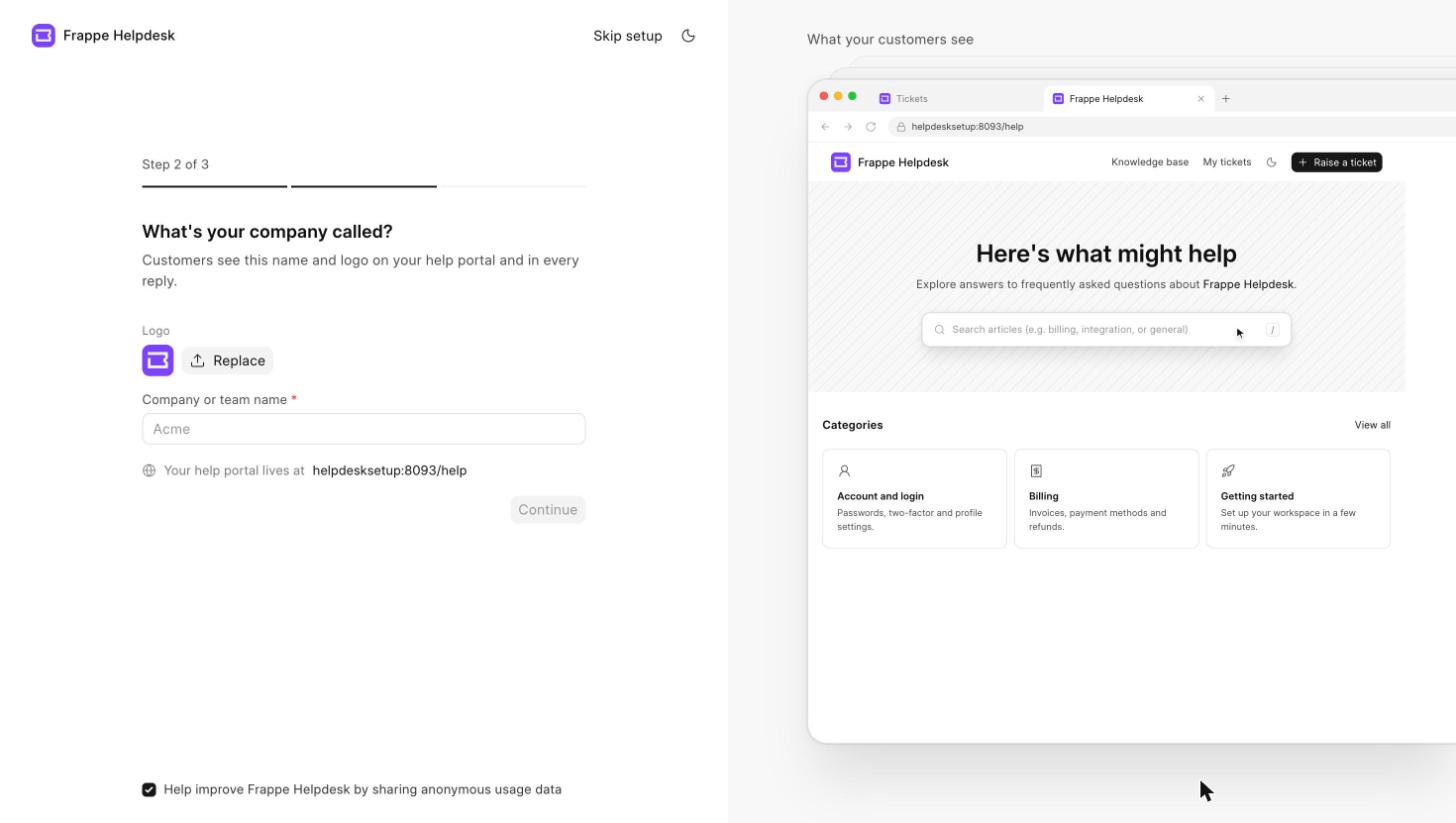 Frappe Helpdesk
Skip setup
Step 2 of 3
What's your company called?
Customers see this name and logo on your help portal and in every
reply.
Logo
Replace
Company or team name *
Acme
Your help portal lives at helpdesksetup:8093/help
Continue
Help improve Frappe Helpdesk by sharing anonymous usage data
What your customers see
Tickets
Frappe Helpdesk
helpdesksetup:8093/help
Frappe Helpdesk
Knowledge base
My tickets
Raise a ticket
Here's what might help
Explore answers to frequently asked questions about Frappe Helpdesk.
Search articles (e.g. billing, integration, or general)
/
Categories
View all
Account and login
Passwords, two-factor and profile
settings.
Billing
Invoices, payment methods and
refunds.
Getting started
Set up your workspace in a few
minutes.